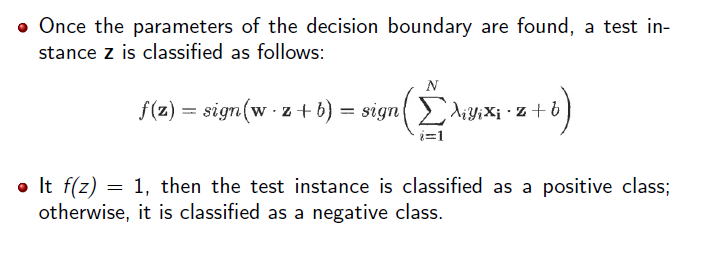 Once the parameters of the decision boundary are found, a test in-
stance z is classified as follows:
f(z) = sign(w · z + b) = sign(∑_{i=1}^{N} λ_i y_i x_i · z + b)
It f(z) = 1, then the test instance is classified as a positive class;
otherwise, it is classified as a negative class.